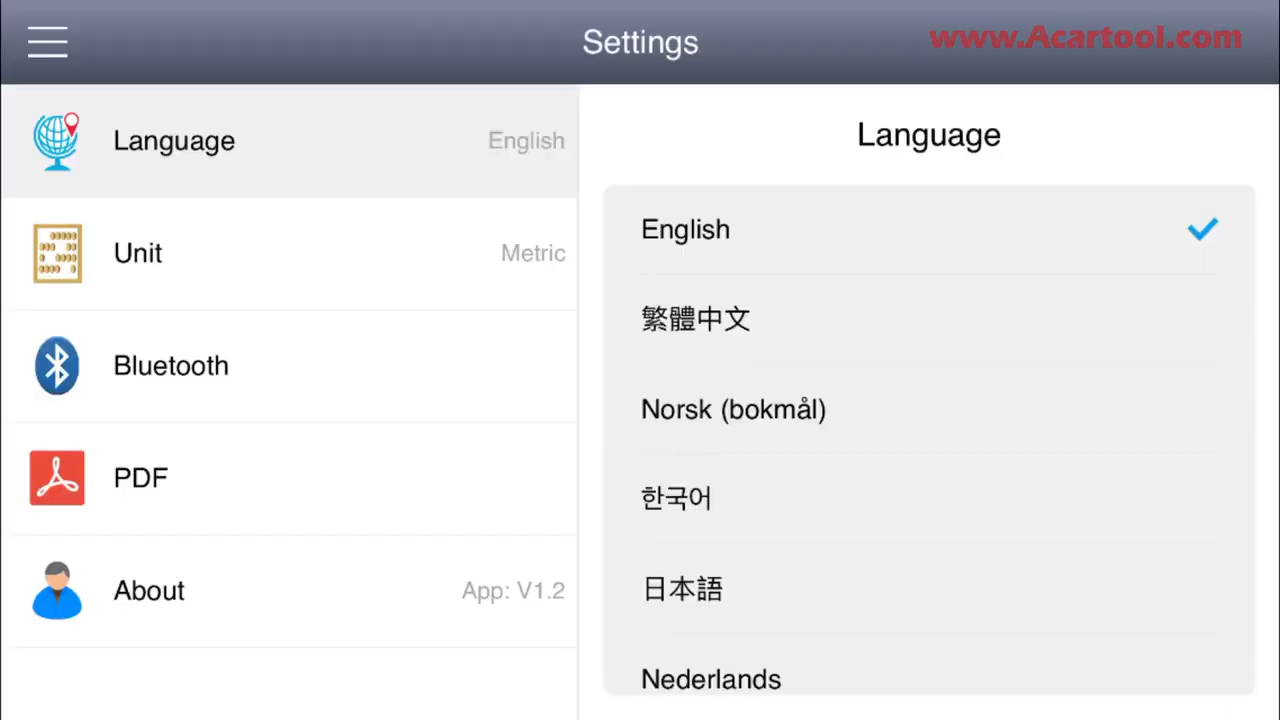 Settings
www.Acartool.com
Language English
Unit Metric
Bluetooth
PDF
About App: V1.2
Language
English
繁體中文
Norsk (bokmål)
한국어
日本語
Nederlands